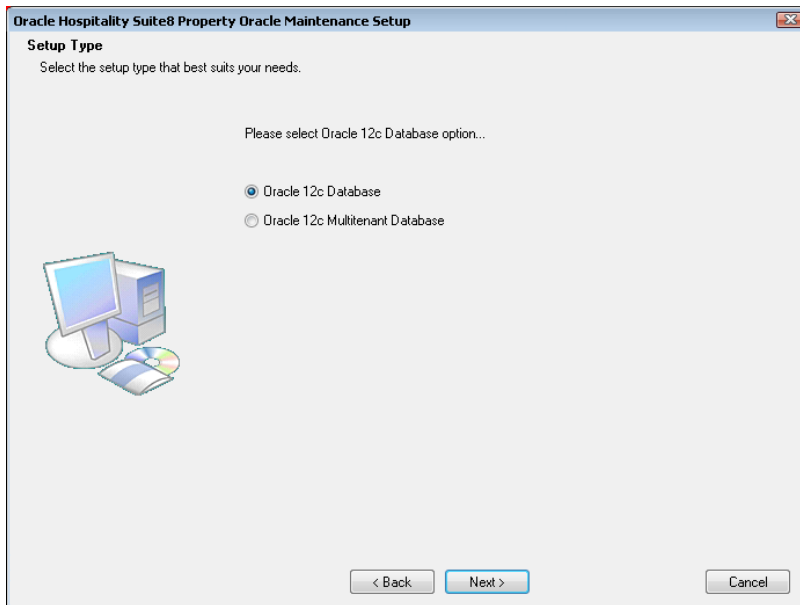 Oracle Hospitality Suite8 Property Oracle Maintenance Setup
Setup Type
Select the setup type that best suits your needs.
Please select Oracle 12c Database option...
Oracle 12c Database
Oracle 12c Multitenant Database
< Back
Next >
Cancel